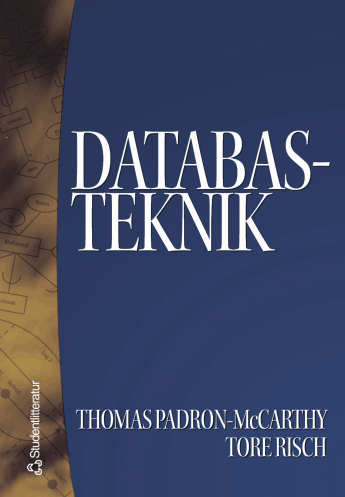 DATABAS-
TEKNIK
THOMAS PADRON-McCARTHY
TORE RISCH
Studentlitteratur